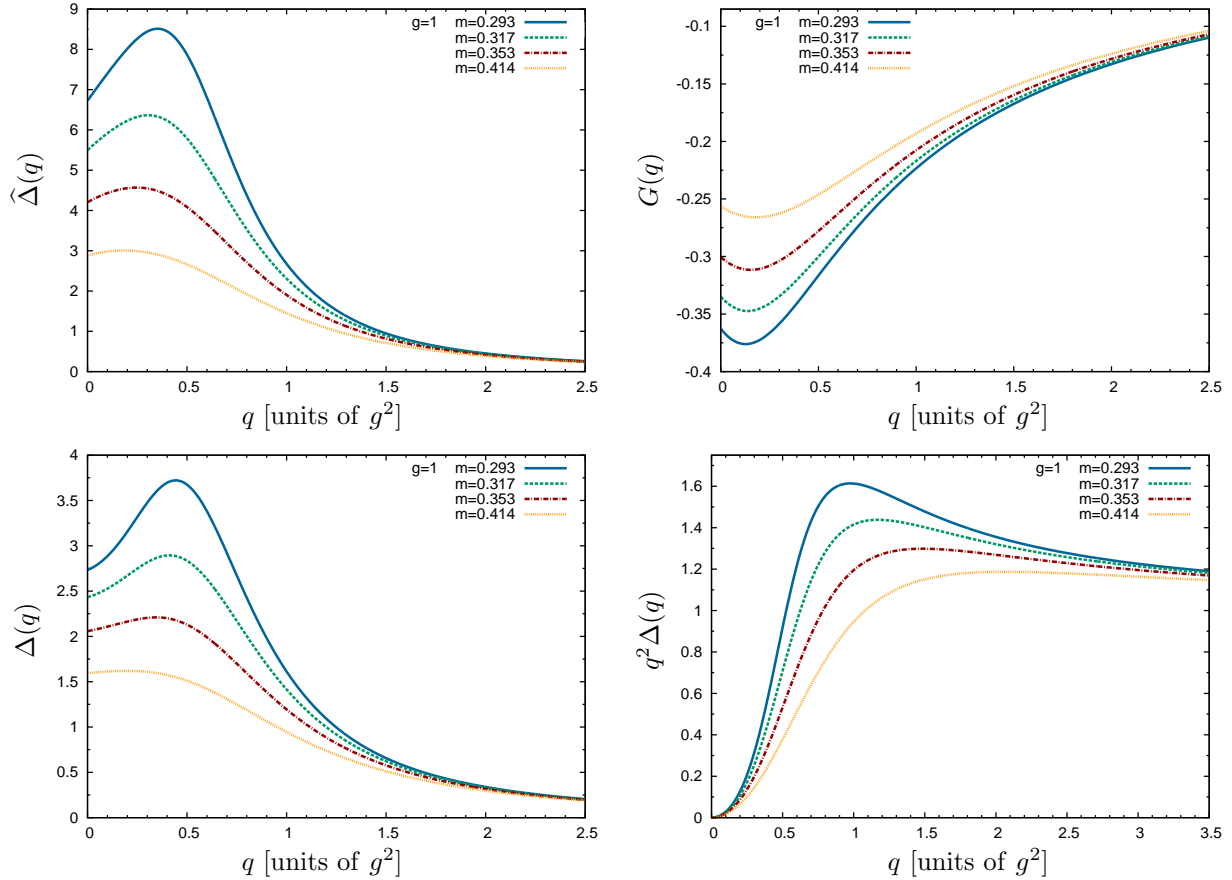 g=1 m=0.293
m=0.317
m=0.353
m=0.414
9
8
7
6
5
4
3
2
1
0
Δ̂(q)
0 0.5 1 1.5 2 2.5
q [units of g²]
g=1 m=0.293
m=0.317
m=0.353
m=0.414
-0.1
-0.15
-0.2
-0.25
-0.3
-0.35
-0.4
G(q)
0 0.5 1 1.5 2 2.5
q [units of g²]
g=1 m=0.293
m=0.317
m=0.353
m=0.414
4
3.5
3
2.5
2
1.5
1
0.5
0
Δ(q)
0 0.5 1 1.5 2 2.5
q [units of g²]
g=1 m=0.293
m=0.317
m=0.353
m=0.414
1.6
1.4
1.2
1
0.8
0.6
0.4
0.2
0
q²Δ(q)
0 0.5 1 1.5 2 2.5 3 3.5
q [units of g²]